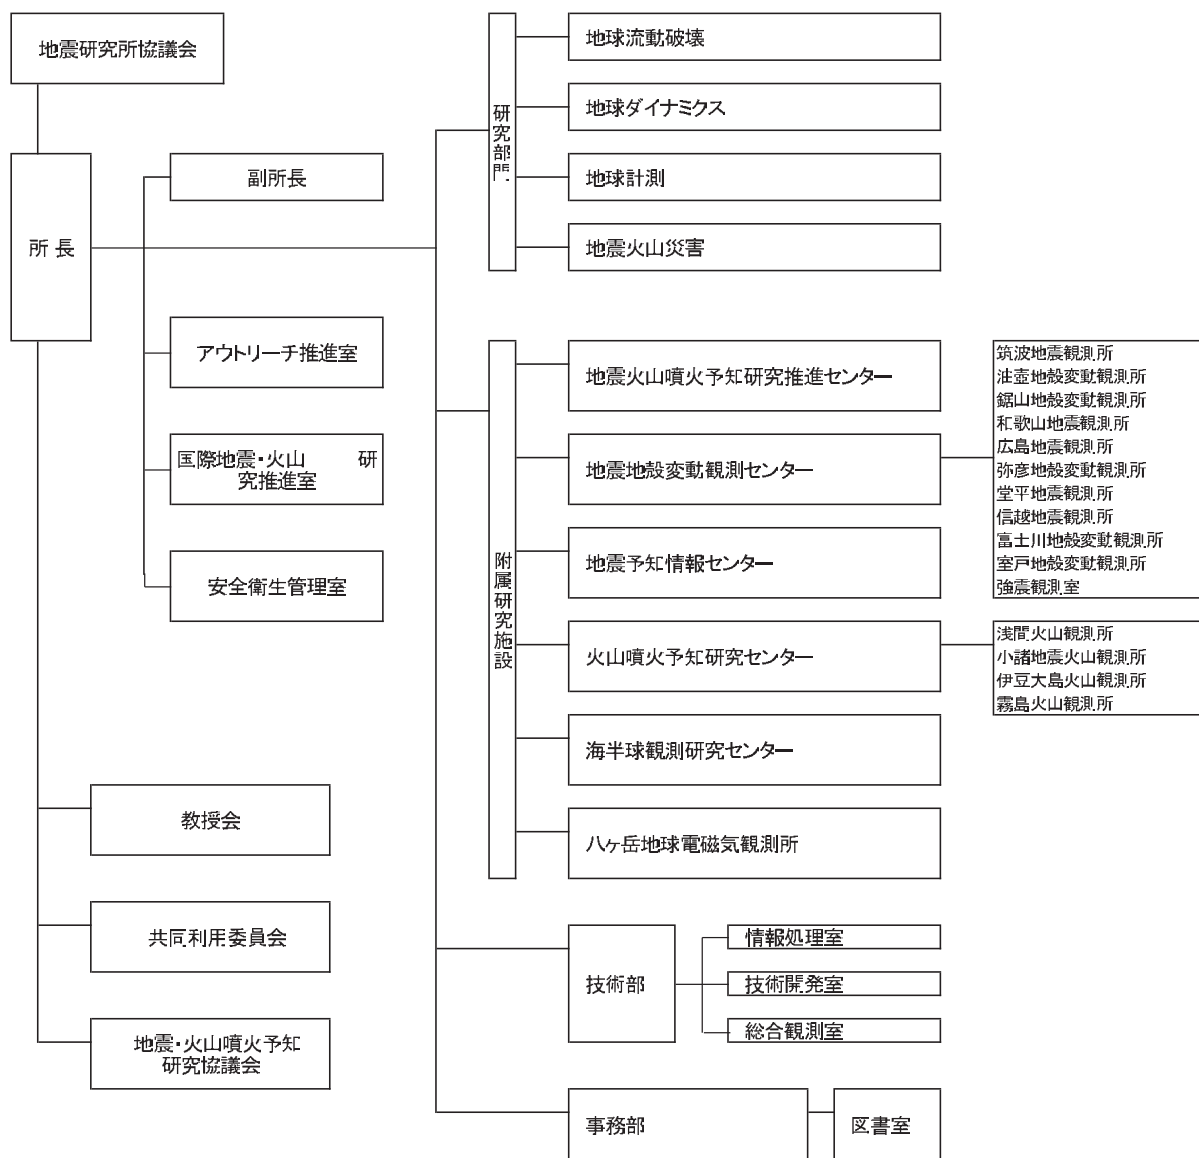 地震研究所協議会
所長
副所長
アウトリーチ推進室
国際地震・火山 研
究推進室
安全衛生管理室
教授会
共同利用委員会
地震・火山噴火予知
研究協議会
研究部門
地球流動破壊
地球ダイナミクス
地球計測
地震火山災害
附属研究施設
地震火山噴火予知研究推進センター
地震地殻変動観測センター
地震予知情報センター
火山噴火予知研究センター
海半球観測研究センター
八ヶ岳地球電磁気観測所
筑波地震観測所
油壺地殻変動観測所
鋸山地殻変動観測所
和歌山地震観測所
広島地震観測所
弥彦地殻変動観測所
堂平地震観測所
信越地震観測所
富士川地殻変動観測所
室戸地殻変動観測所
強震観測室
浅間火山観測所
小諸地震火山観測所
伊豆大島火山観測所
霧島火山観測所
技術部
情報処理室
技術開発室
総合観測室
事務部
図書室